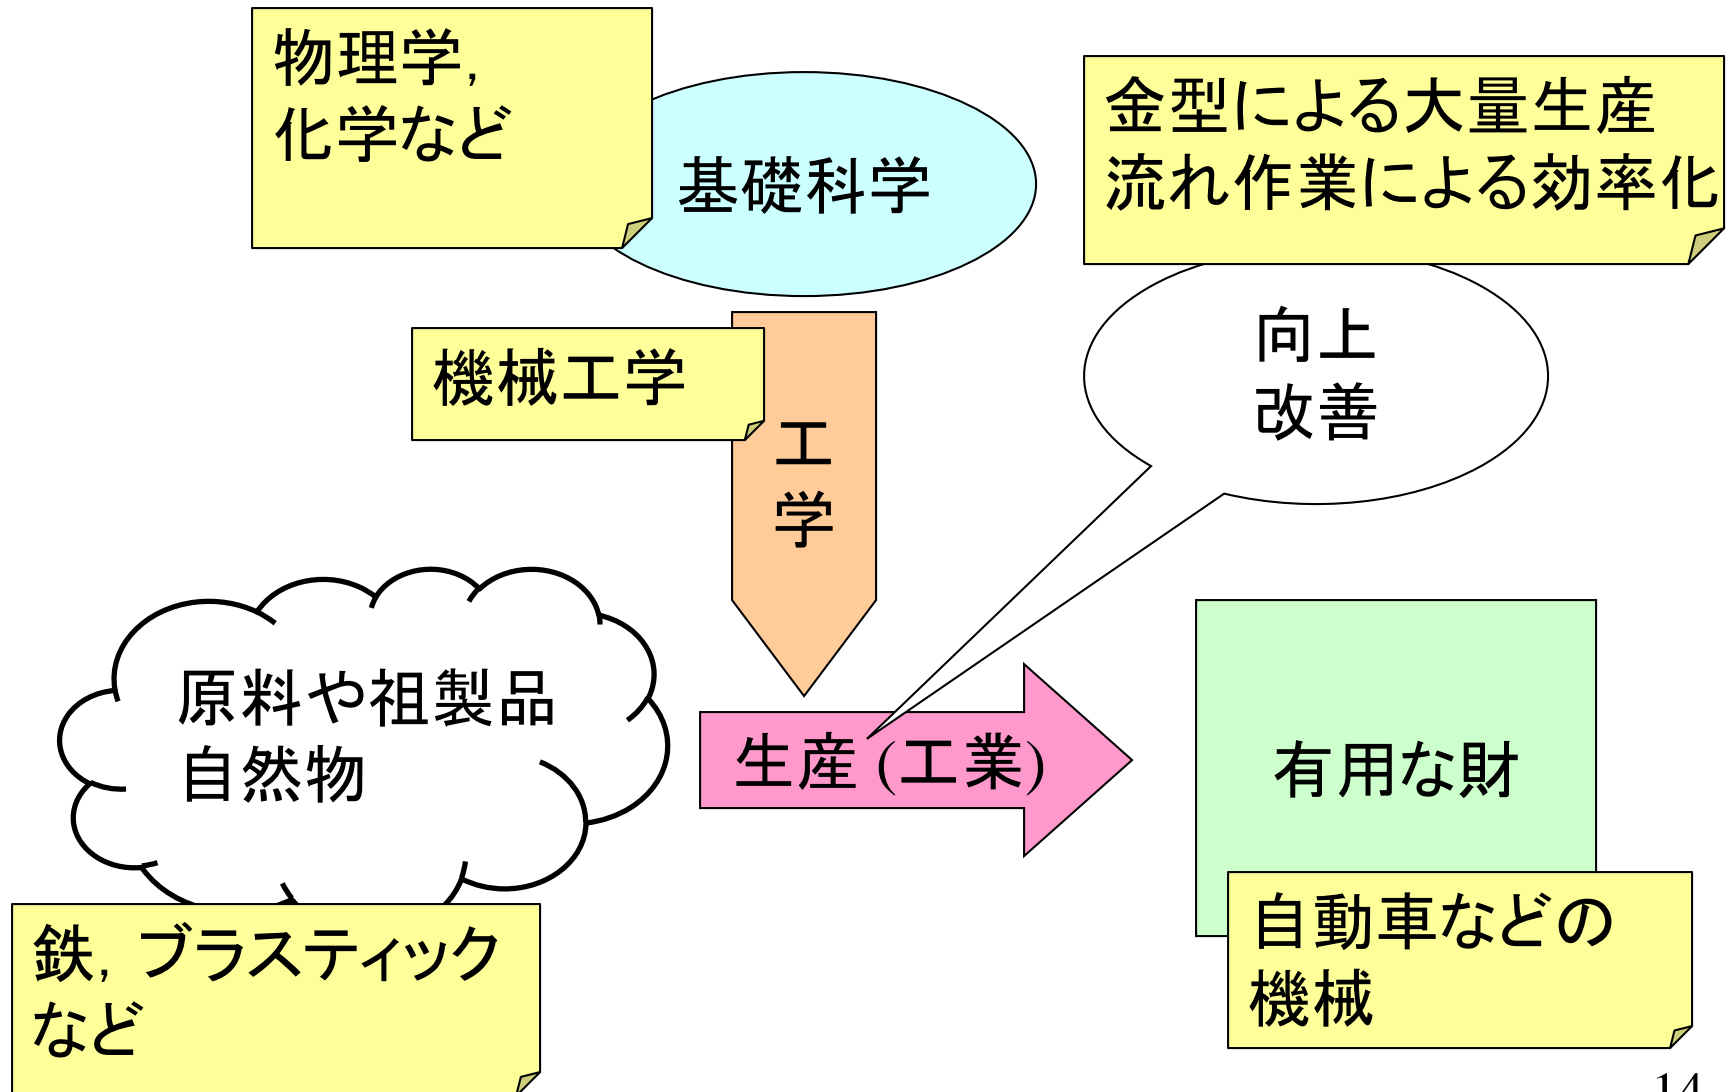 物理学,
化学など
基礎科学
金型による大量生産
流れ作業による効率化
向上
改善
機械工学
工
学
原料や祖製品
自然物
生産 (工業)
有用な財
自動車などの
機械
鉄, ブラスティック
など
14